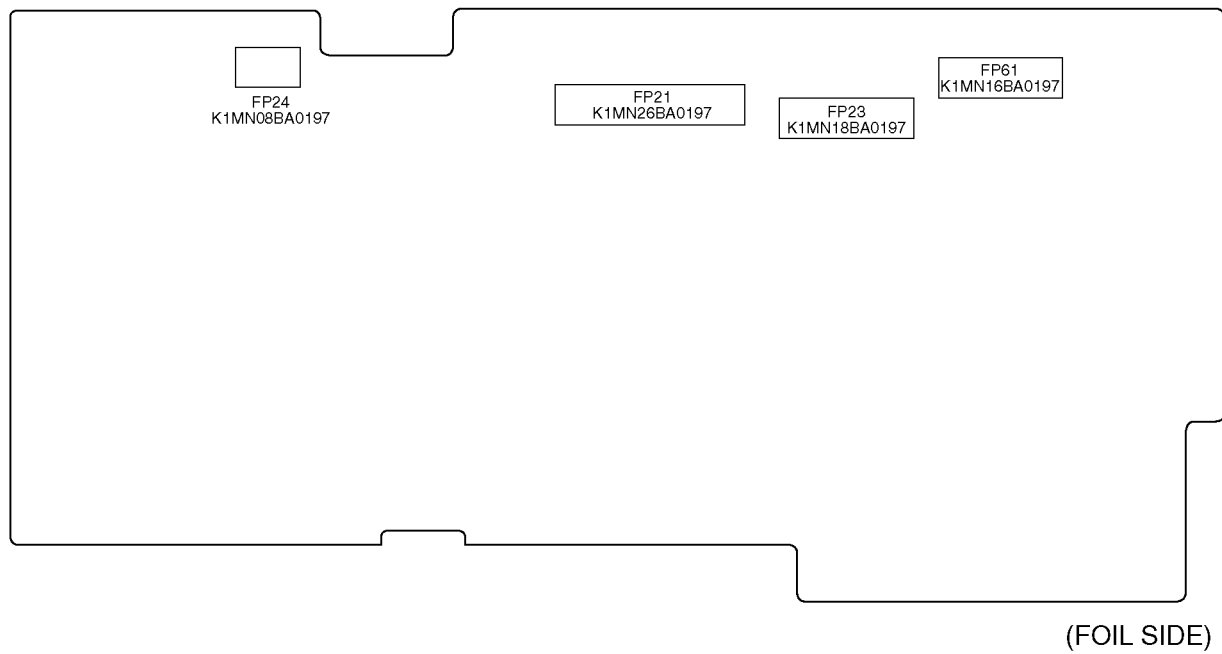 FP24
K1MN08BA0197
FP21
K1MN26BA0197
FP23
K1MN18BA0197
FP61
K1MN16BA0197
(FOIL SIDE)